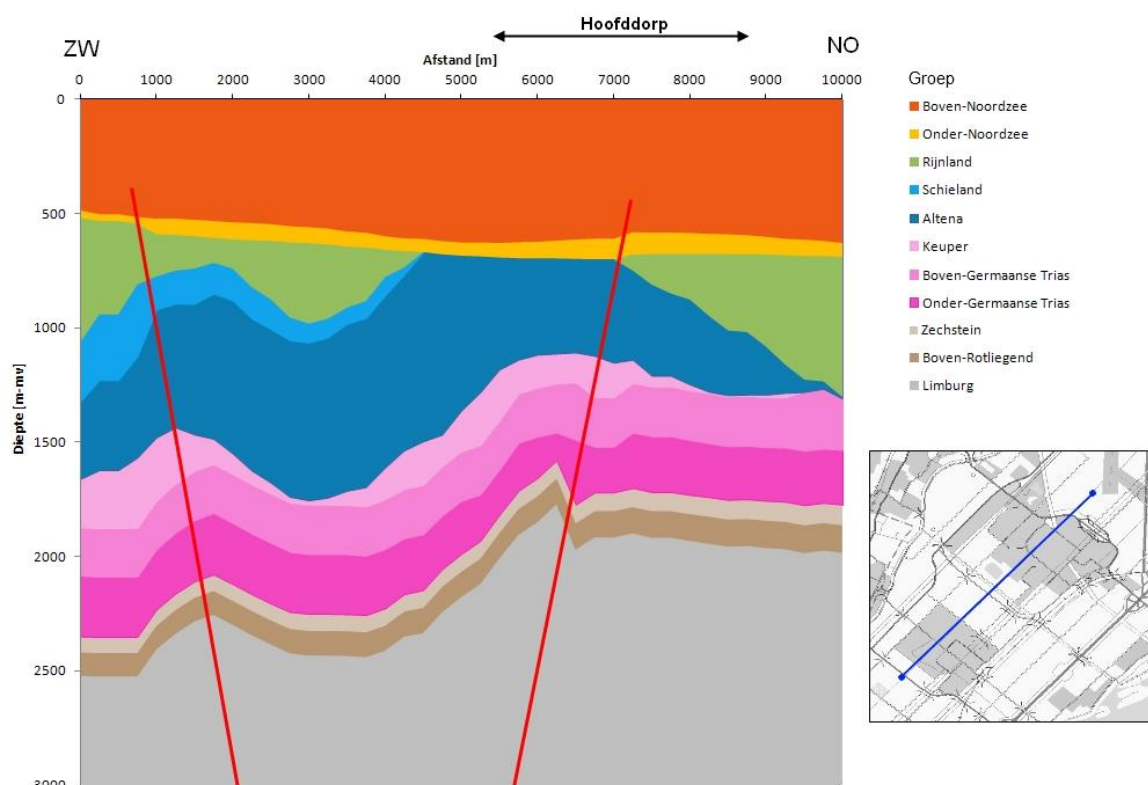 Hoofddorp
ZW
NO
Afstand [m]
0 1000 2000 3000 4000 5000 6000 7000 8000 9000 10000
Groep
0
Boven-Noordzee
Onder-Noordzee
Rijnland
Schieland
Altena
Keuper
Boven-Germaanse Trias
Onder-Germaanse Trias
Zechstein
Boven-Rotliegend
Limburg
500
1000
1500
2000
2500
3000
Diepte [m-mv]